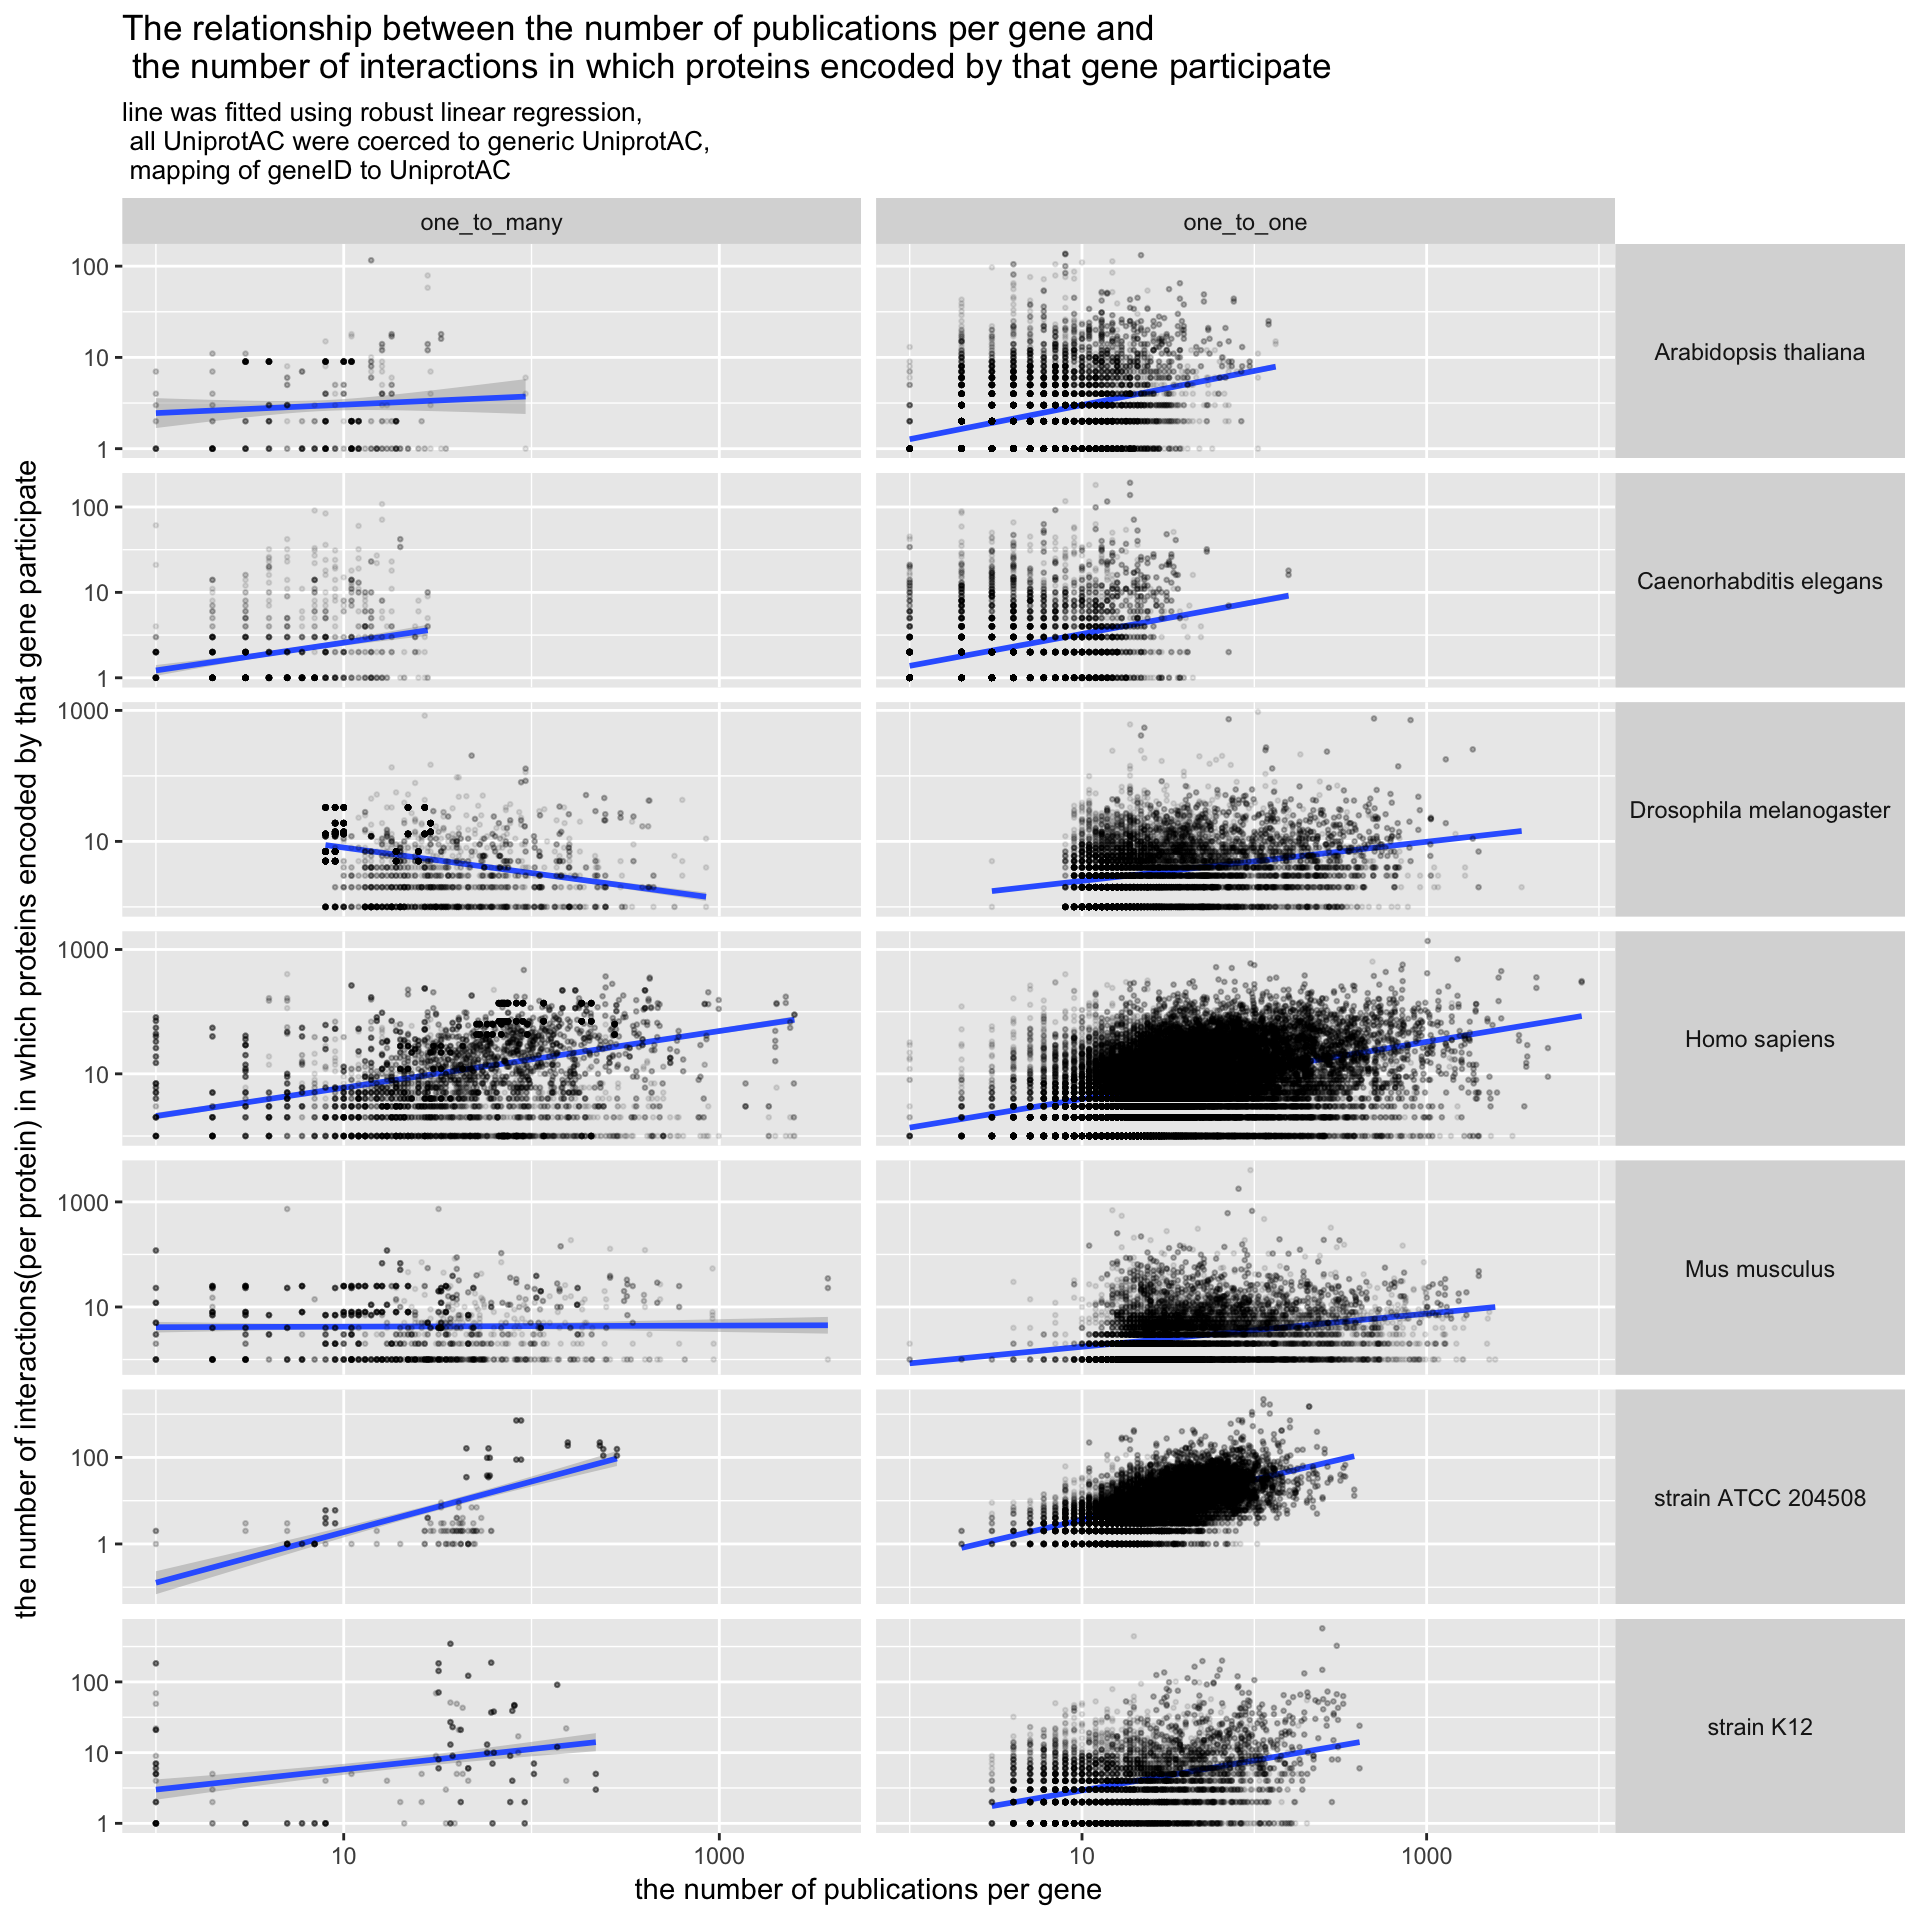 The relationship between the number of publications per gene and
the number of interactions in which proteins encoded by that gene participate
line was fitted using robust linear regression,
all UniprotAC were coerced to generic UniprotAC,
mapping of geneID to UniprotAC
one_to_many
one_to_one
the number of interactions(per protein) in which proteins encoded by that gene participate
100
10
1
Arabidopsis thaliana
100
10
1
Caenorhabditis elegans
1000
10
Drosophila melanogaster
1000
10
Homo sapiens
1000
10
Mus musculus
100
1
strain ATCC 204508
100
10
1
strain K12
10
1000
10
1000
the number of publications per gene